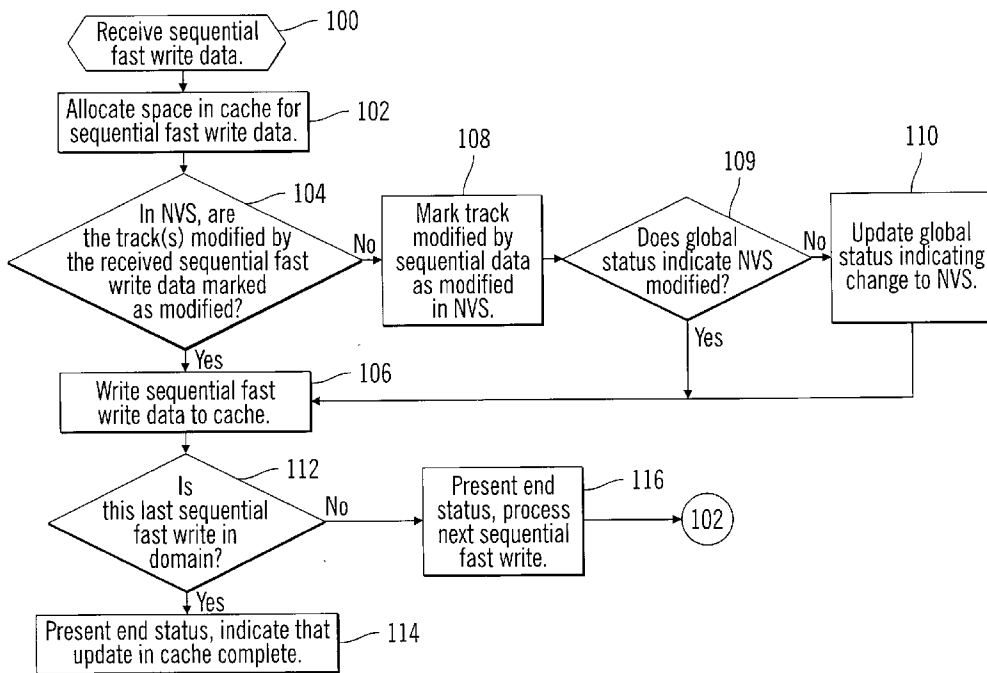 Receive sequential
fast write data.
100
Allocate space in cache for
sequential fast write data.
102
104
In NVS, are
the track(s) modified by
the received sequential fast
write data marked
as modified?
No
Yes
108
Mark track
modified by
sequential data
as modified
in NVS.
109
Does global
status indicate NVS
modified?
No
Yes
110
Update global
status indicating
change to NVS.
106
Write sequential fast
write data to cache.
112
Is
this last sequential
fast write in
domain?
No
Yes
116
Present end
status, process
next sequential
fast write.
102
Present end status, indicate that
update in cache complete.
114